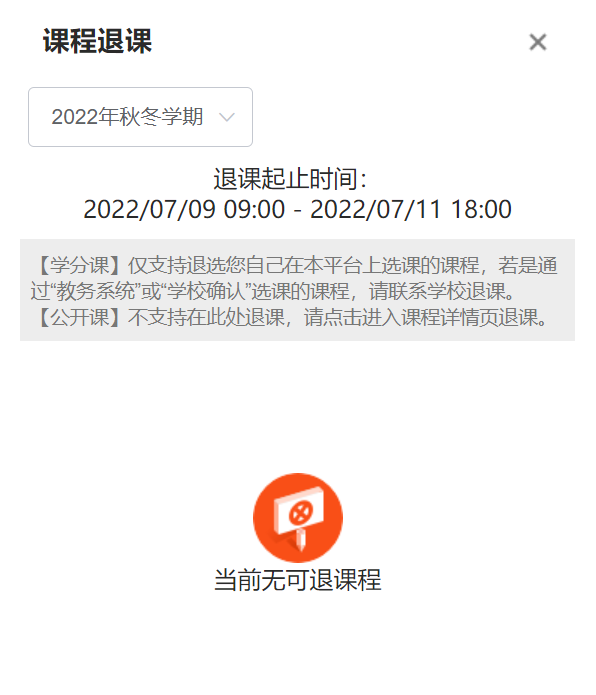 课程退课
2022年秋冬学期
退课起止时间：
2022/07/09 09:00 - 2022/07/11 18:00
【学分课】仅支持退选您自己在本平台上选课的课程，若是通
过“教务系统”或“学校确认”选课的课程，请联系学校退课。
【公开课】不支持在此处退课，请点击进入课程详情页退课。
当前无可退课程